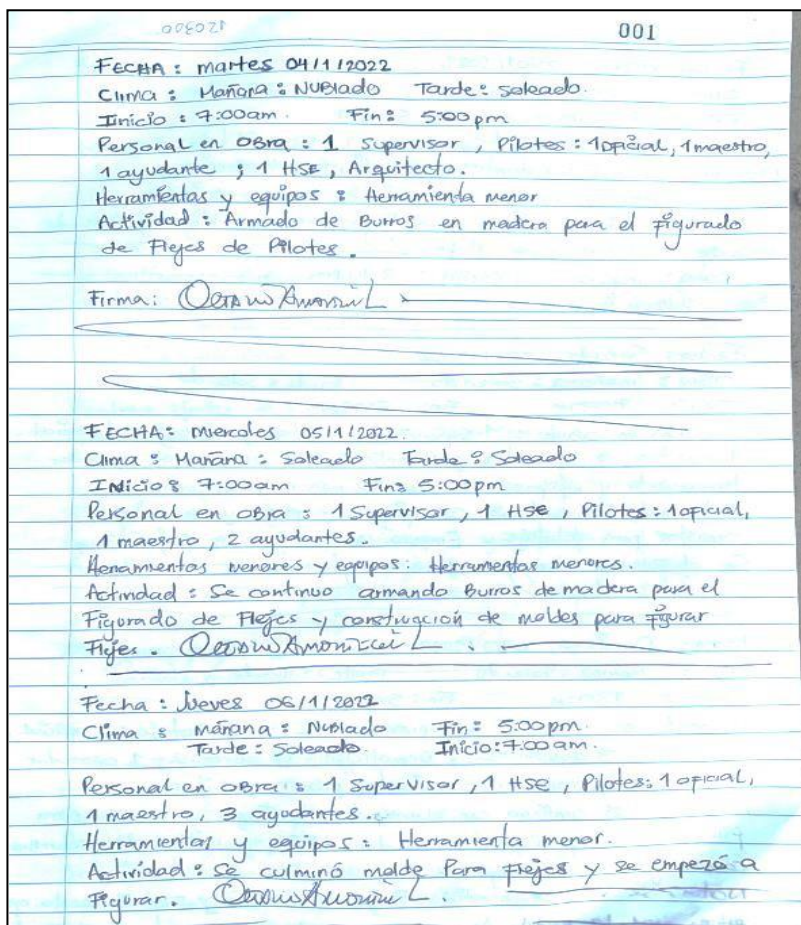 120300
001
FECHA: martes 04/1/2022
Clima: Mañana: Nublado Tarde: Soleado.
Inicio: 7:00am. Fin: 5:00pm
Personal en OBra: 1 Supervisor, Pilotes: 1oficial, 1maestro,
1 ayudante; 1 HSE, Arquitecto.
Herramientas y equipos: Herramienta menor
Actividad: Armado de Burros en madera para el Figurado
de Flejes de Pilotes.
Firma:
FECHA: miercoles 05/1/2022.
Clima: Mañana: Soleado Tarde: Soleado
INicio: 7:00am Fin: 5:00pm
Personal en OBra: 1 Supervisor, 1 HSE, Pilotes: 1oficial,
1 maestro, 2 ayudantes.
Herramientas menores y equipos: Herramientas menores.
Actividad: Se continuo armando Burros de madera para el
Figurado de Flejes y construcción de moldes para Figurar
Flejes.
Fecha: Jueves 06/1/2022
Clima: mañana: Nublado Fin: 5:00pm.
Tarde: Soleado. Inicio: 7:00am.
Personal en OBra: 1 Supervisor, 1 HSE, Pilotes: 1 oficial,
1 maestro, 3 ayudantes.
Herramientas y equipos: Herramienta menor.
Actividad: Se culminó molde Para Flejes y se empezó a
Figurar.